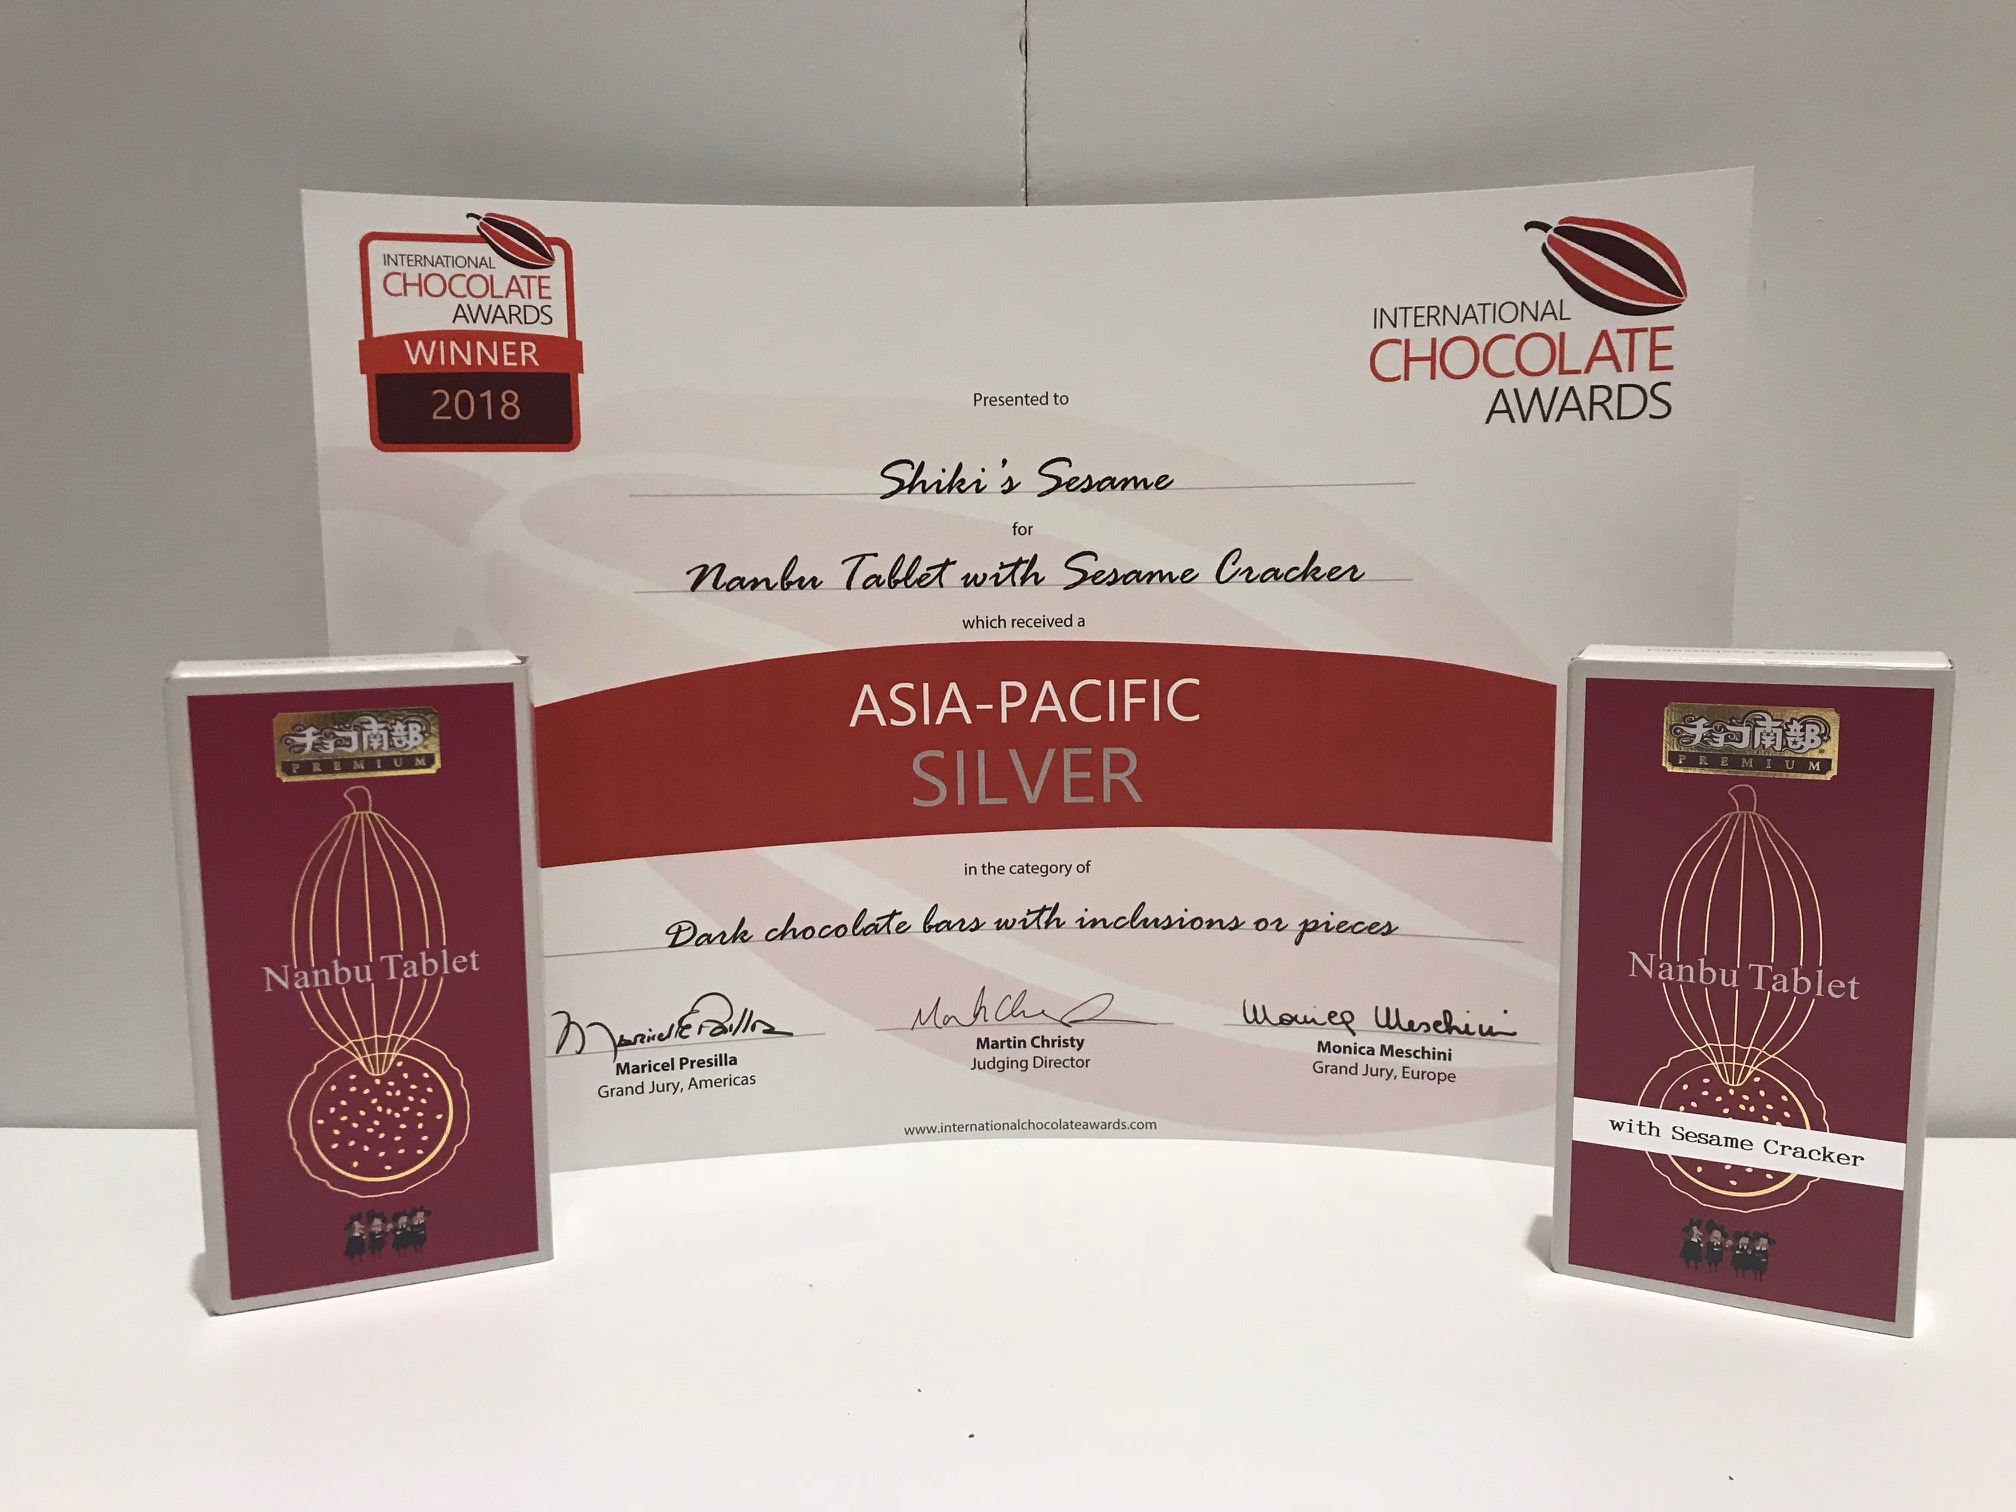 INTERNATIONAL
CHOCOLATE
AWARDS
WINNER
2018
INTERNATIONAL
CHOCOLATE
AWARDS
Presented to
Shiki's Sesame
for
Nanbu Tablet with Sesame Cracker
which received a
ASIA-PACIFIC
SILVER
in the category of
Dark chocolate bars with inclusions or pieces
Maricel Presilla
Grand Jury, Americas
Martin Christy
Judging Director
Monica Meschini
Grand Jury, Europe
www.internationalchocolateawards.com
チョコ南部
PREMIUM
Nanbu Tablet
チョコ南部
PREMIUM
Nanbu Tablet
with Sesame Cracker